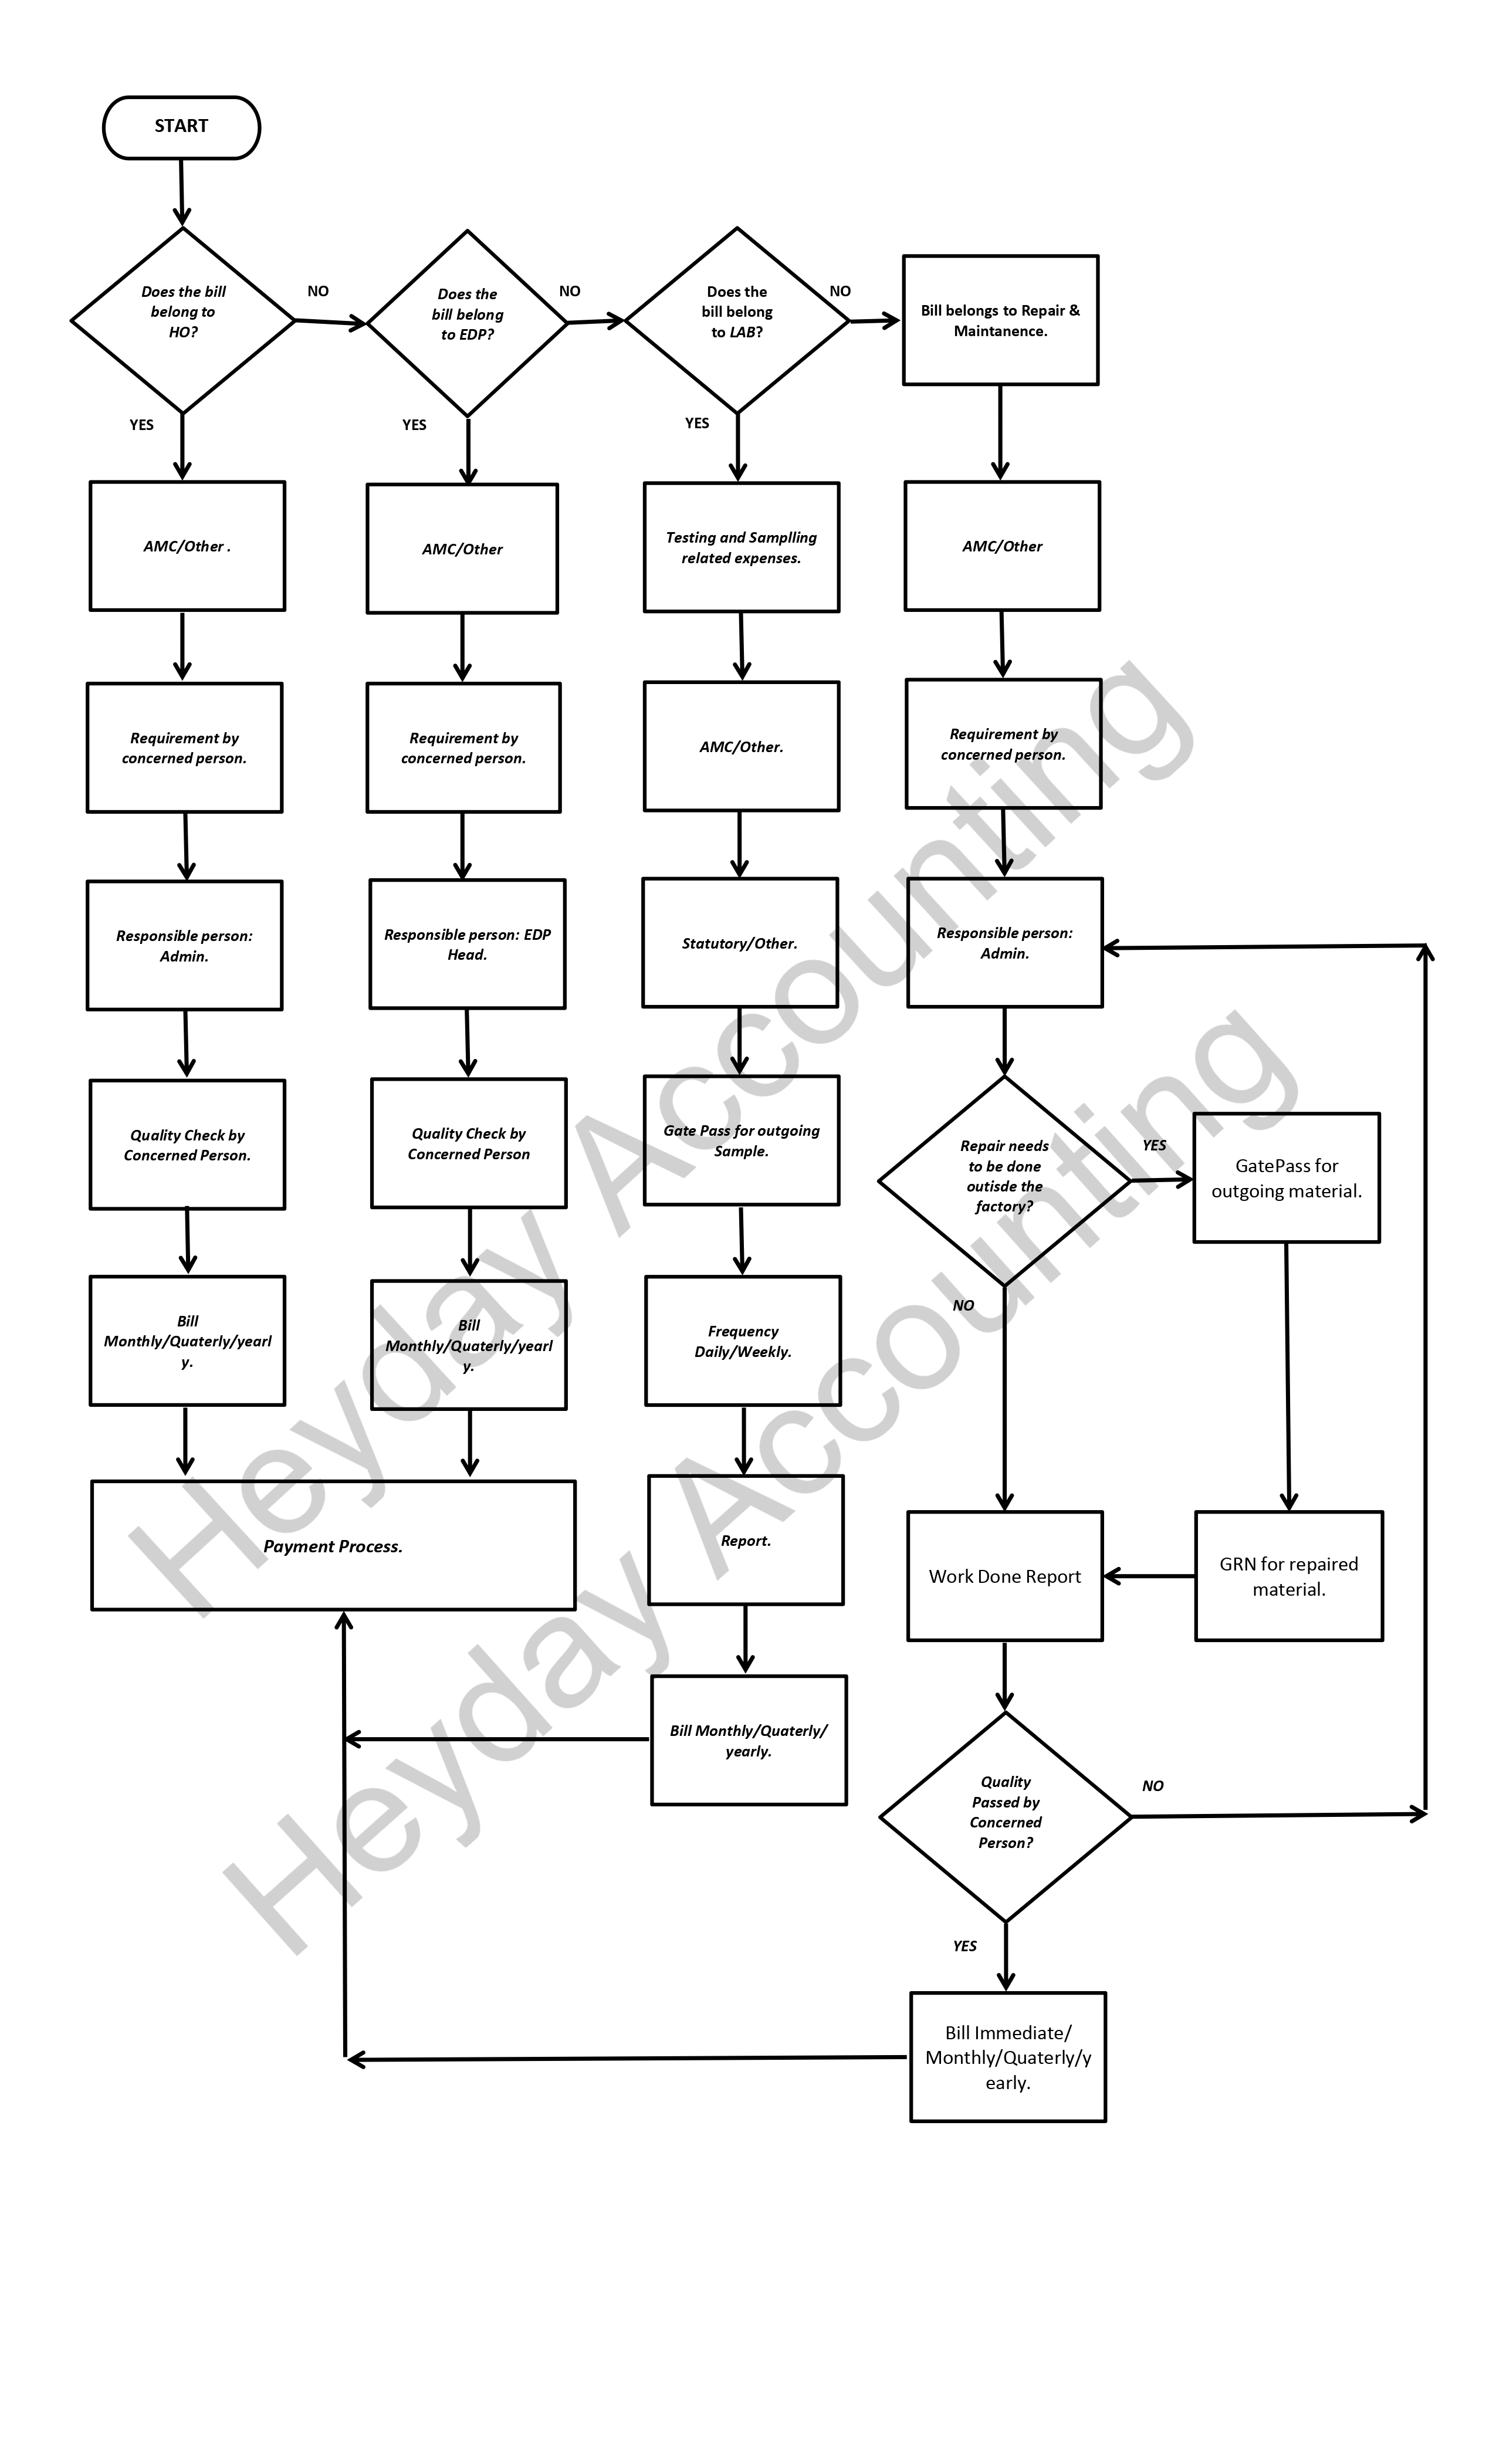 START
Does the bill
belong to
HO?
NO
YES
Does the
bill belong
to EDP?
NO
YES
Does the
bill belong
to LAB?
NO
YES
Bill belongs to Repair &
Maintanence.
AMC/Other .
Requirement by
concerned person.
Responsible person:
Admin.
Quality Check by
Concerned Person.
Bill
Monthly/Quaterly/yearl
y.
AMC/Other
Requirement by
concerned person.
Responsible person: EDP
Head.
Quality Check by
Concerned Person
Bill
Monthly/Quaterly/yearl
y.
Payment Process.
Testing and Samplling
related expenses.
AMC/Other.
Statutory/Other.
Gate Pass for outgoing
Sample.
Frequency
Daily/Weekly.
Report.
Bill Monthly/Quaterly/
yearly.
AMC/Other
Requirement by
concerned person.
Responsible person:
Admin.
Repair needs
to be done
outisde the
factory?
YES
GatePass for
outgoing material.
NO
Work Done Report
GRN for repaired
material.
Quality
Passed by
Concerned
Person?
NO
YES
Bill Immediate/
Monthly/Quaterly/y
early.
Heyday Accounting
Heyday Accounting